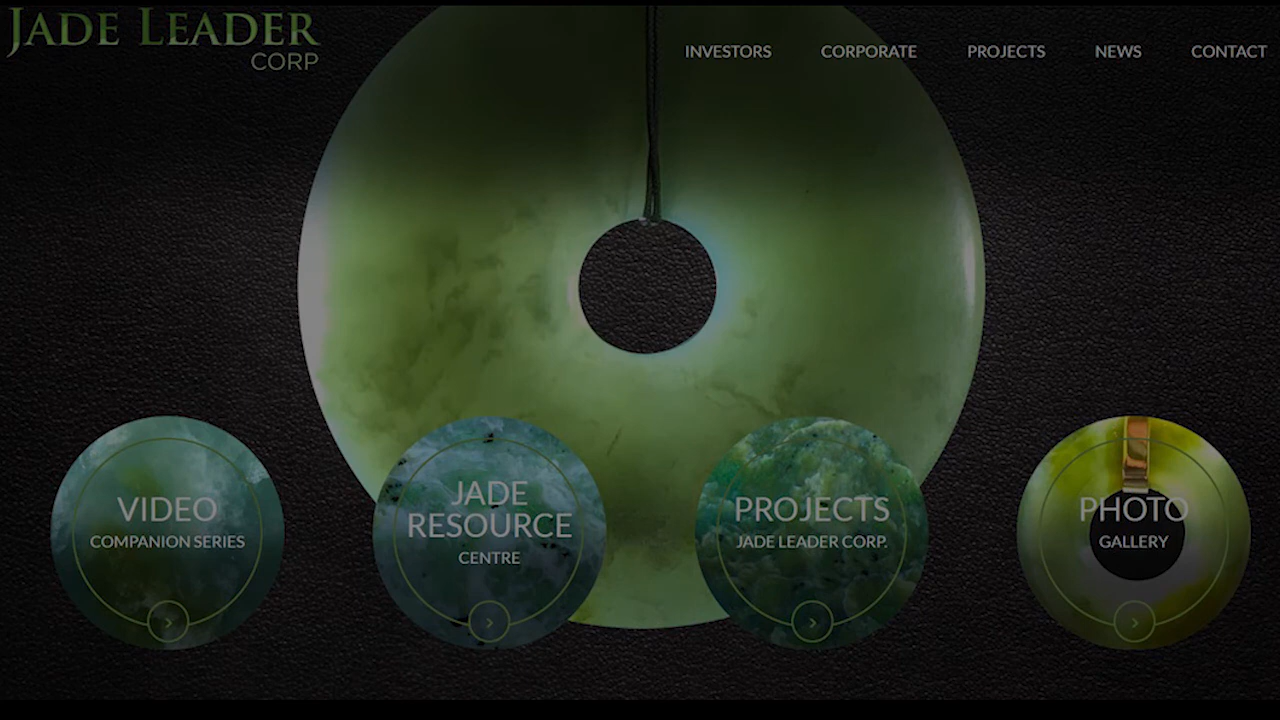 JADE LEADER
CORP
INVESTORS CORPORATE PROJECTS NEWS CONTACT
VIDEO
COMPANION SERIES
JADE
RESOURCE
CENTRE
PROJECTS
JADE LEADER CORP.
PHOTO
GALLERY